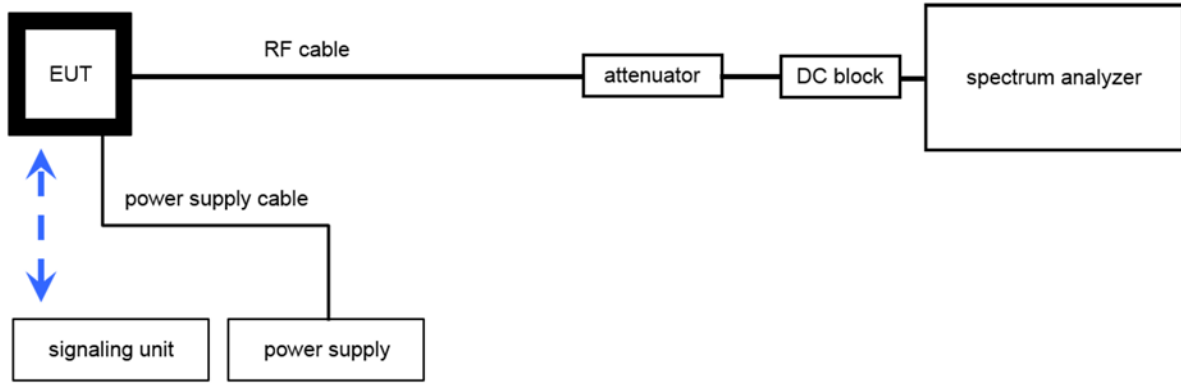 EUT
RF cable
attenuator
DC block
spectrum analyzer
power supply cable
signaling unit
power supply